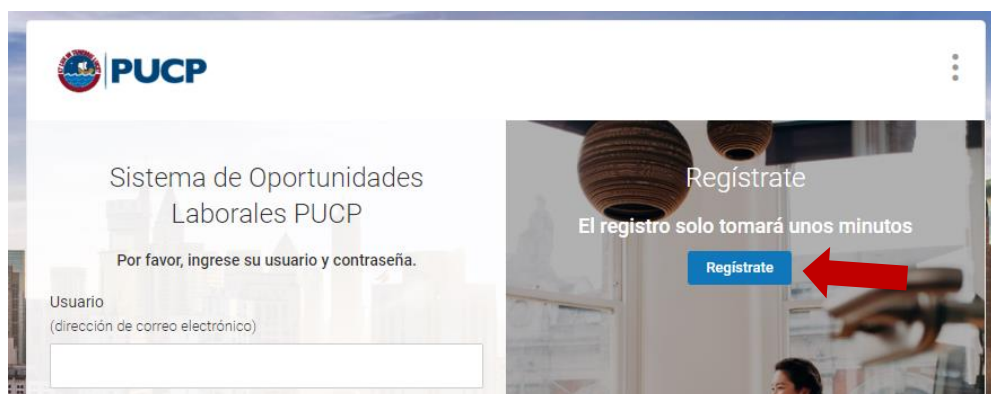 PUCP
Sistema de Oportunidades
Laborales PUCP
Por favor, ingrese su usuario y contraseña.
Usuario
(dirección de correo electrónico)
Regístrate
El registro solo tomará unos minutos
Regístrate